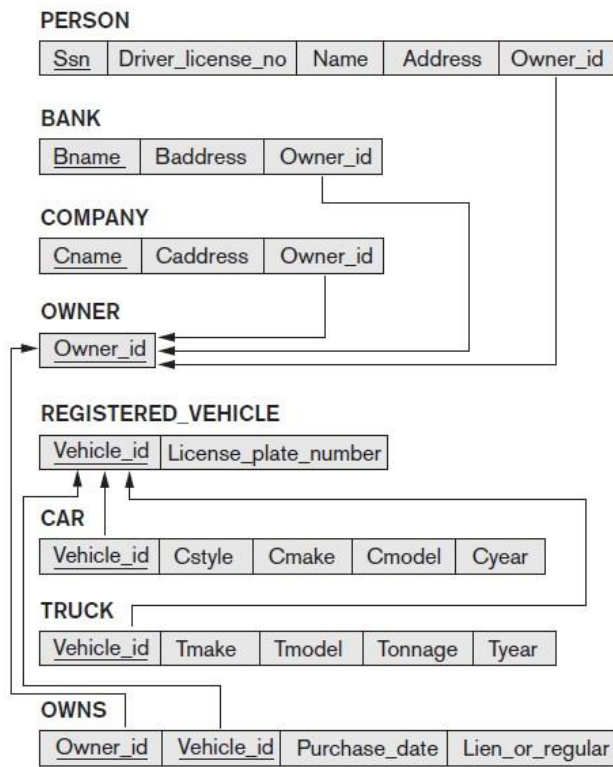 PERSON
Ssn Driver_license_no Name Address Owner_id
BANK
Bname Baddress Owner_id
COMPANY
Cname Caddress Owner_id
OWNER
Owner_id
REGISTERED_VEHICLE
Vehicle_id License_plate_number
CAR
Vehicle_id Cstyle Cmake Cmodel Cyear
TRUCK
Vehicle_id Tmake Tmodel Tonnage Tyear
OWNS
Owner_id Vehicle_id Purchase_date Lien_or_regular